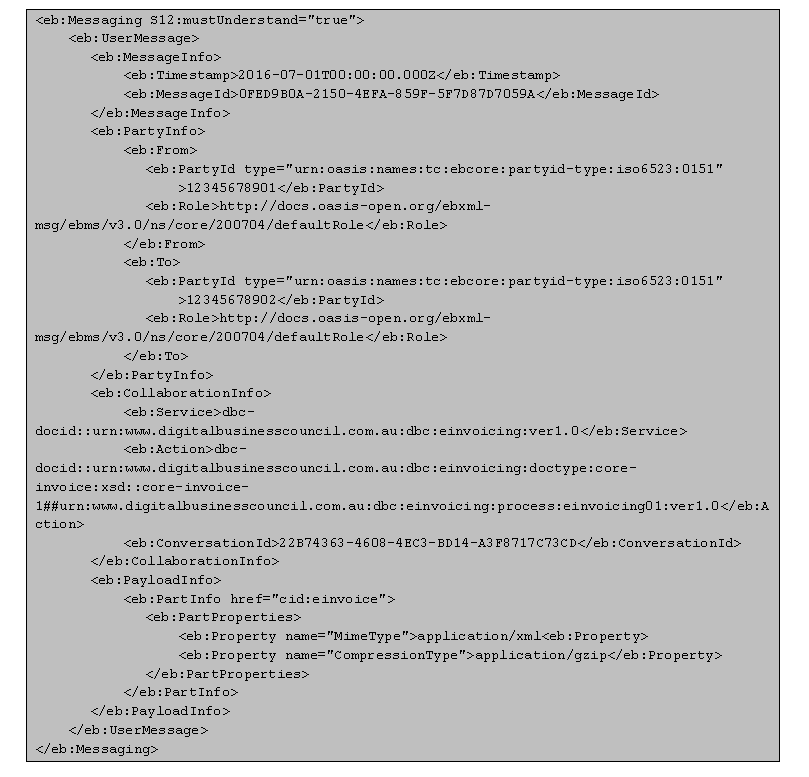 <eb:Messaging S12:mustUnderstand="true">
<eb:UserMessage>
<eb:MessageInfo>
<eb:Timestamp>2016-07-01T00:00:00.000Z</eb:Timestamp>
<eb:MessageId>0FED9B0A-2150-4EFA-859F-5F7D87D7059A</eb:MessageId>
</eb:MessageInfo>
<eb:PartyInfo>
<eb:From>
<eb:PartyId type="urn:oasis:names:tc:ebcore:partyid-type:iso6523:0151"
>12345678901</eb:PartyId>
<eb:Role>http://docs.oasis-open.org/ebxml-
msg/ebms/v3.0/ns/core/200704/defaultRole</eb:Role>
</eb:From>
<eb:To>
<eb:PartyId type="urn:oasis:names:tc:ebcore:partyid-type:iso6523:0151"
>12345678902</eb:PartyId>
<eb:Role>http://docs.oasis-open.org/ebxml-
msg/ebms/v3.0/ns/core/200704/defaultRole</eb:Role>
</eb:To>
</eb:PartyInfo>
<eb:CollaborationInfo>
<eb:Service>dbc-
docid::urn:www.digitalbusinesscouncil.com.au:dbc:einvoicing:ver1.0</eb:Service>
<eb:Action>dbc-
docid::urn:www.digitalbusinesscouncil.com.au:dbc:einvoicing:doctype:core-
invoice:xsd::core-invoice-
1##urn:www.digitalbusinesscouncil.com.au:dbc:einvoicing:process:einvoicing01:ver1.0</eb:A
ction>
<eb:ConversationId>22B74363-4608-4EC3-BD14-A3F8717C73CD</eb:ConversationId>
</eb:CollaborationInfo>
<eb:PayloadInfo>
<eb:PartInfo href="cid:einvoice">
<eb:PartProperties>
<eb:Property name="MimeType">application/xml<eb:Property>
<eb:Property name="CompressionType">application/gzip</eb:Property>
</eb:PartProperties>
</eb:PartInfo>
</eb:PayloadInfo>
</eb:UserMessage>
</eb:Messaging>